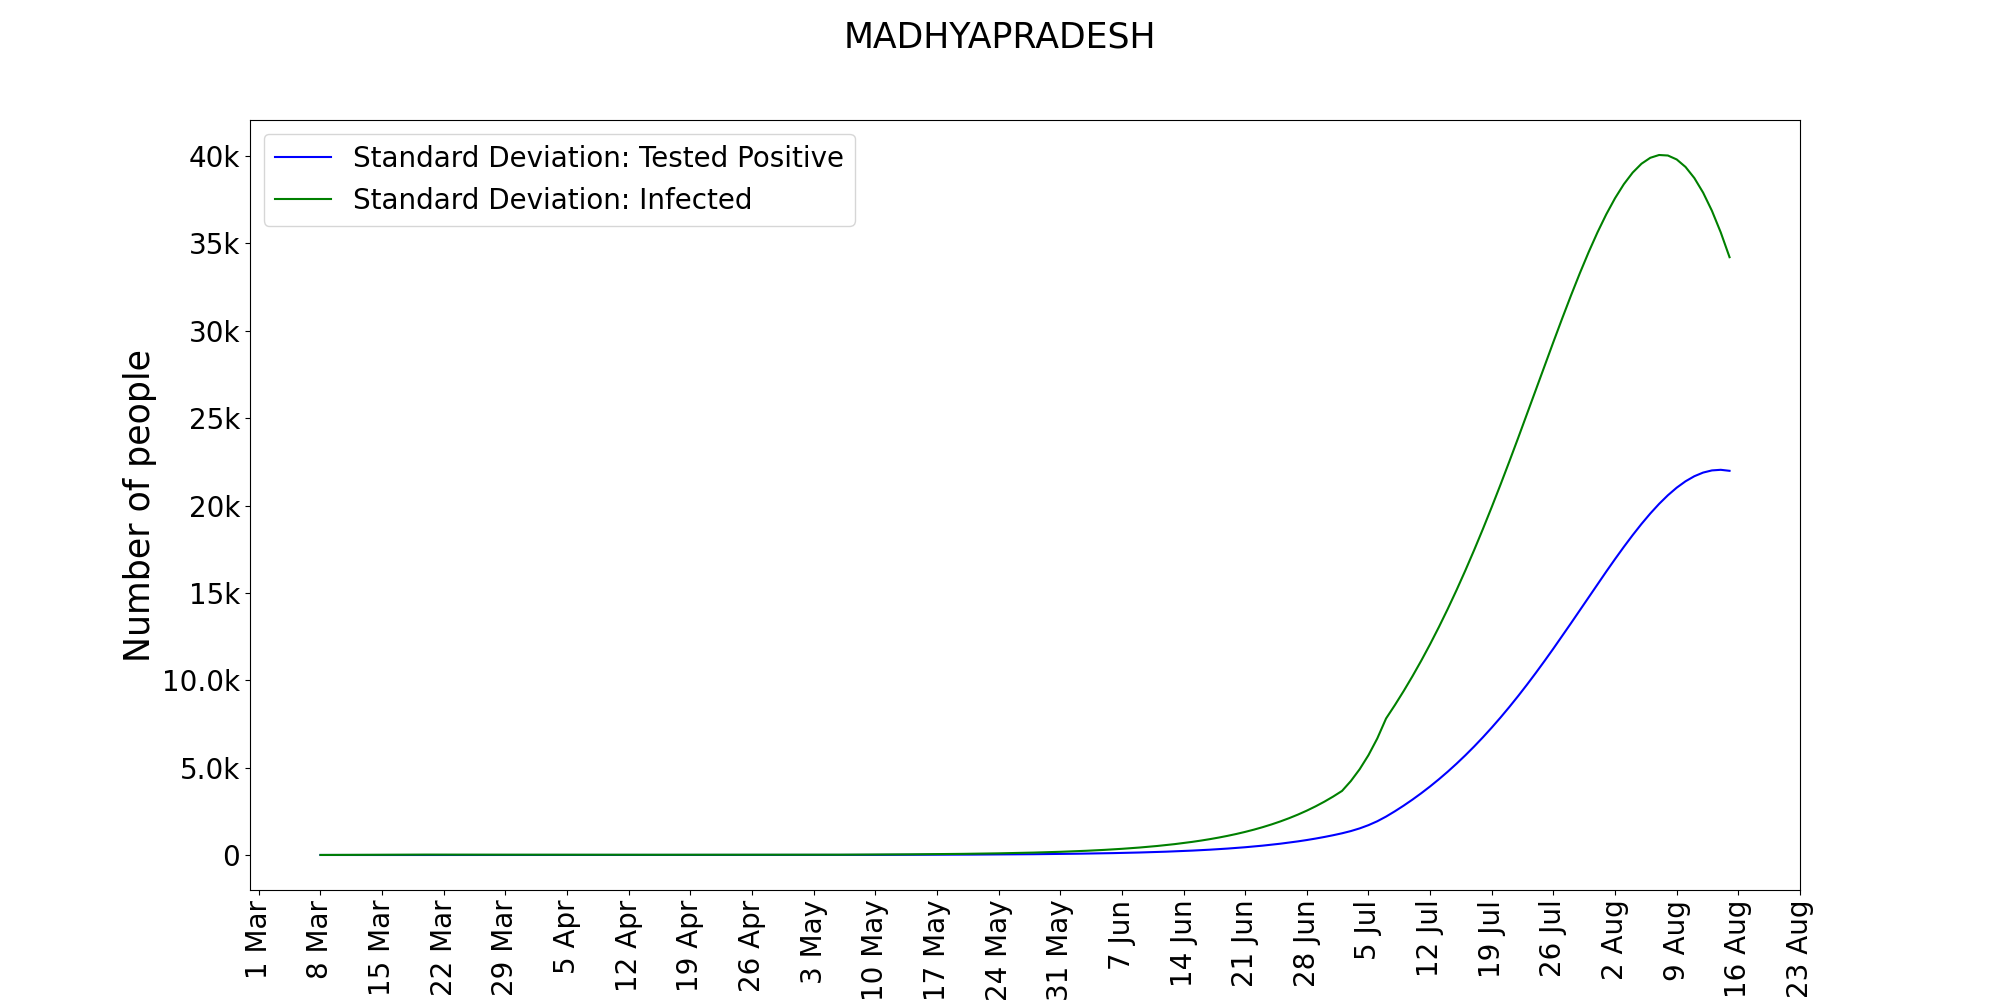 MADHYAPRADESH
Standard Deviation: Tested Positive
Standard Deviation: Infected
Number of people
40k
35k
30k
25k
20k
15k
10.0k
5.0k
0
1 Mar
8 Mar
15 Mar
22 Mar
29 Mar
5 Apr
12 Apr
19 Apr
26 Apr
3 May
10 May
17 May
24 May
31 May
7 Jun
14 Jun
21 Jun
28 Jun
5 Jul
12 Jul
19 Jul
26 Jul
2 Aug
9 Aug
16 Aug
23 Aug